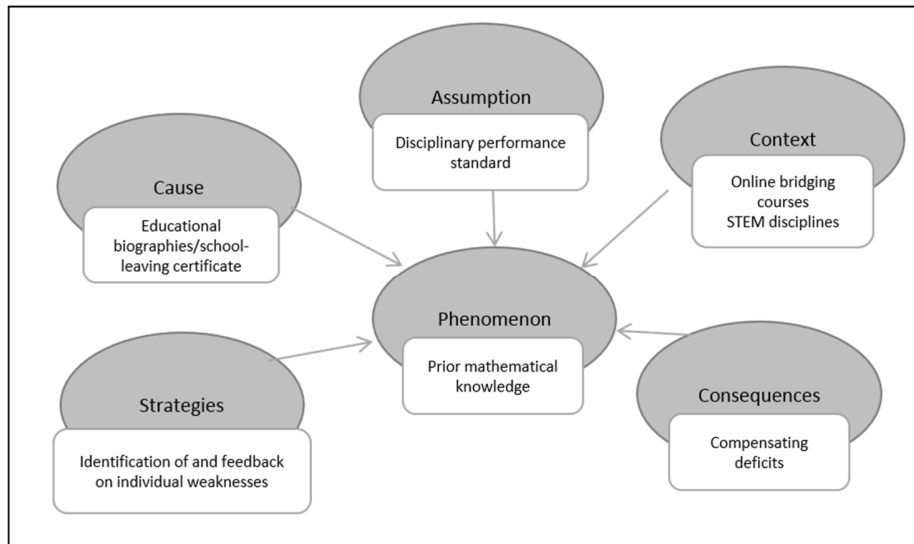 Assumption
Disciplinary performance
standard
Context
Online bridging
courses
STEM disciplines
Cause
Educational
biographies/school-
leaving certificate
Phenomenon
Prior mathematical
knowledge
Strategies
Identification of and feedback
on individual weaknesses
Consequences
Compensating
deficits